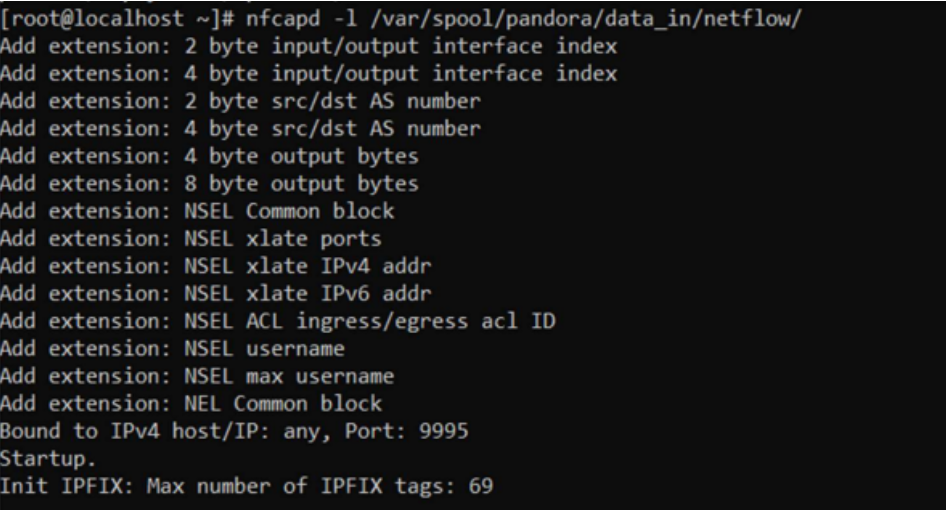 [root@localhost ~]# nfcapd -l /var/spool/pandora/data_in/netflow/
Add extension: 2 byte input/output interface index
Add extension: 4 byte input/output interface index
Add extension: 2 byte src/dst AS number
Add extension: 4 byte src/dst AS number
Add extension: 4 byte output bytes
Add extension: 8 byte output bytes
Add extension: NSEL Common block
Add extension: NSEL xlate ports
Add extension: NSEL xlate IPv4 addr
Add extension: NSEL xlate IPv6 addr
Add extension: NSEL ACL ingress/egress acl ID
Add extension: NSEL username
Add extension: NSEL max username
Add extension: NEL Common block
Bound to IPv4 host/IP: any, Port: 9995
Startup.
Init IPFIX: Max number of IPFIX tags: 69